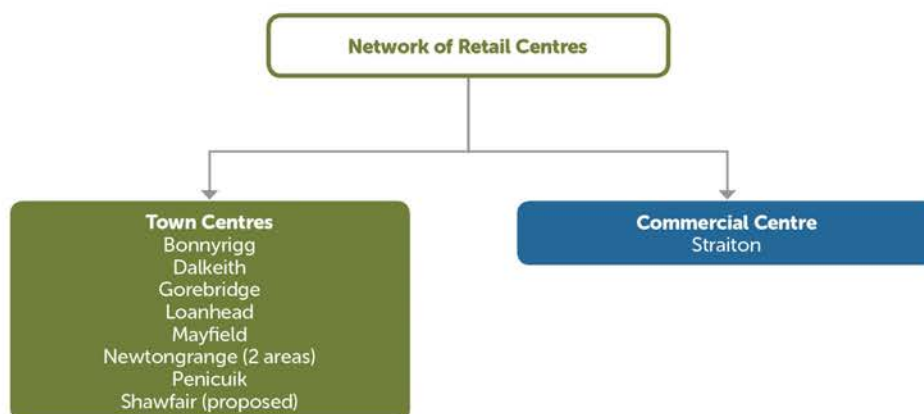 Network of Retail Centres
Town Centres
Bonnyrigg
Dalkeith
Gorebridge
Loanhead
Mayfield
Newtongrange (2 areas)
Penicuik
Shawfair (proposed)
Commercial Centre
Straiton